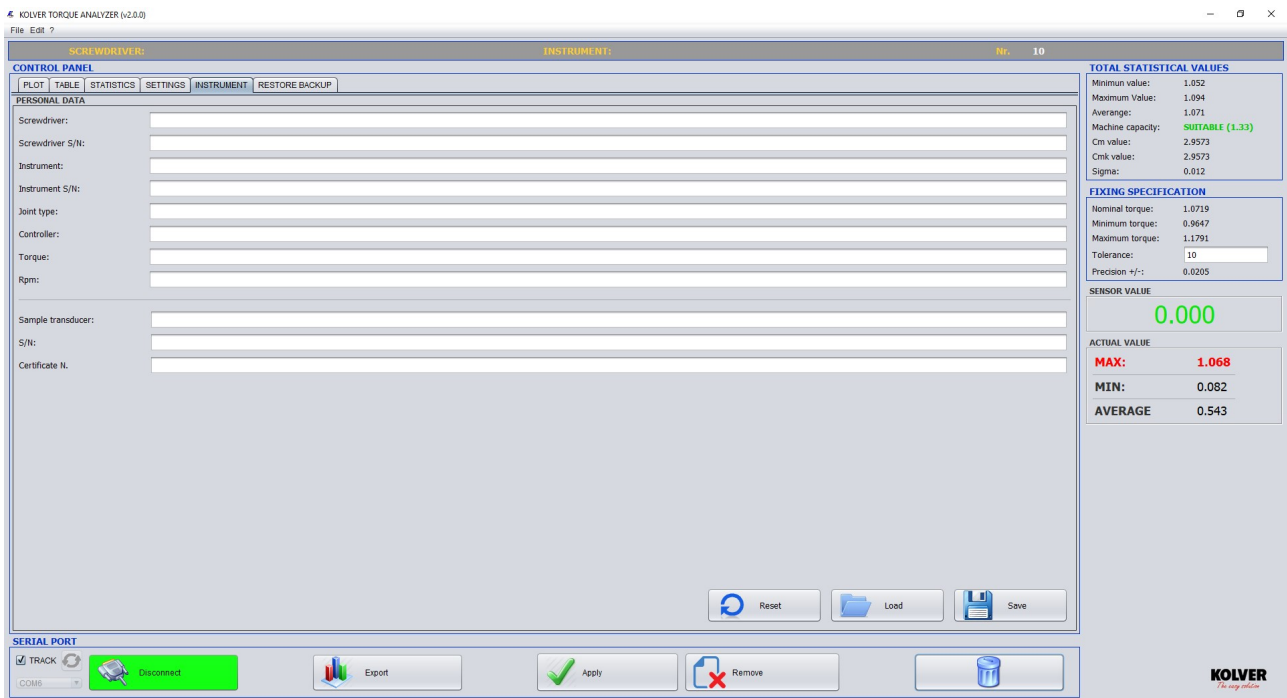 KOLVER TORQUE ANALYZER (v2.0.0)
File Edit ?
SCREWDRIVER: INSTRUMENT: Nr. 10
CONTROL PANEL
PLOT TABLE STATISTICS SETTINGS INSTRUMENT RESTORE BACKUP
PERSONAL DATA
Screwdriver:
Screwdriver S/N:
Instrument:
Instrument S/N:
Joint type:
Controller:
Torque:
Rpm:
Sample transducer:
S/N:
Certificate N.
Reset Load Save
TOTAL STATISTICAL VALUES
Minimun value: 1.052
Maximum Value: 1.094
Averange: 1.071
Machine capacity: SUITABLE (1.33)
Cm value: 2.9573
Cmk value: 2.9573
Sigma: 0.012
FIXING SPECIFICATION
Nominal torque: 1.0719
Minimum torque: 0.9647
Maximum torque: 1.1791
Tolerance: 10
Precision +/-: 0.0205
SENSOR VALUE
0.000
ACTUAL VALUE
MAX: 1.068
MIN: 0.082
AVERAGE 0.543
SERIAL PORT
TRACK
COM6
Disconnect Export Apply Remove
KOLVER
The easy solution